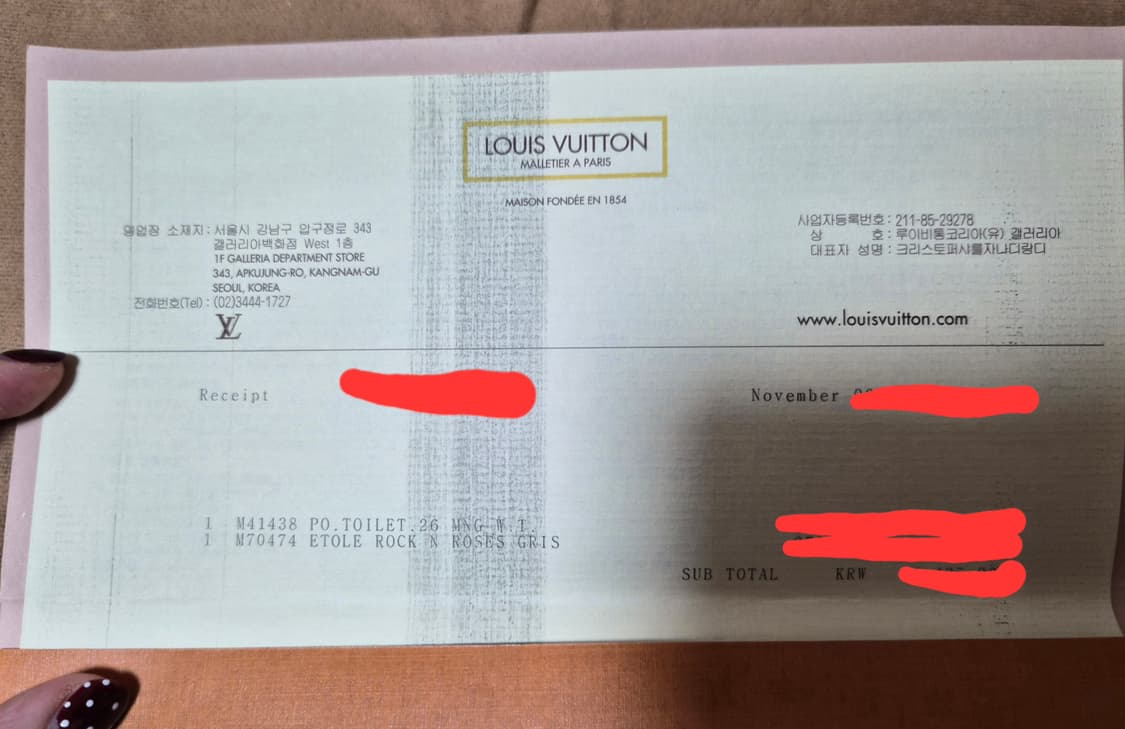 LOUIS VUITTON
MALLETIER A PARIS
MAISON FONDÉE EN 1854
영업장 소재지 : 서울시 강남구 압구정로 343
갤러리아백화점 West 1층
1F GALLERIA DEPARTMENT STORE
343, APKUJUNG-RO, KANGNAM-GU
SEOUL, KOREA
전화번호(Tel) : (02)3444-1727
LV
사업자등록번호 : 211-85-29278
상 호 : 루이비통코리아(유) 갤러리아
대표자 성명 : 크리스토퍼샤를자나디랑디
www.louisvuitton.com
Receipt
November
1 M41438 PO.TOILET.26 MNG W.T.
1 M70474 ETOLE ROCK N ROSES GRIS
SUB TOTAL KRW